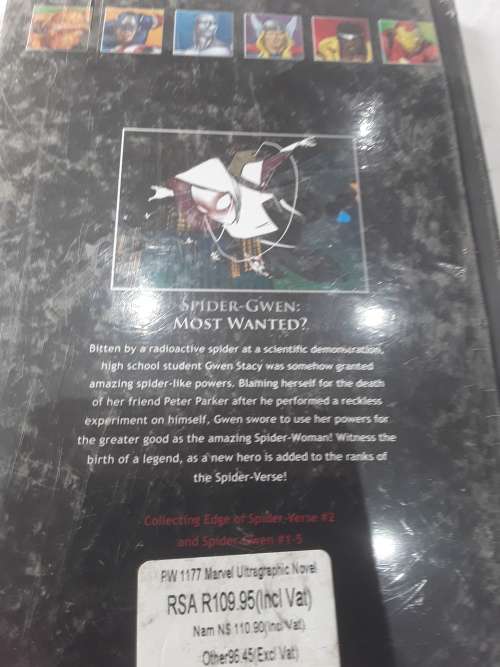 SPIDER-GWEN:
MOST WANTED?
Bitten by a radioactive spider at a scientific demonstration,
high school student Gwen Stacy was somehow granted
amazing spider-like powers. Blaming herself for the death
of her friend Peter Parker after he performed a reckless
experiment on himself, Gwen swore to use her powers for
the greater good as the amazing Spider-Woman! Witness the
birth of a legend, as a new hero is added to the ranks of
the Spider-Verse!
Collecting Edge of Spider-Verse #2
and Spider-Gwen #1-5
PW 1177 Marvel Ultragraphic Novel
RSA R109.95(Incl Vat)
Nam N$ 110.90(Incl Vat)
Other96.45(Excl Vat)